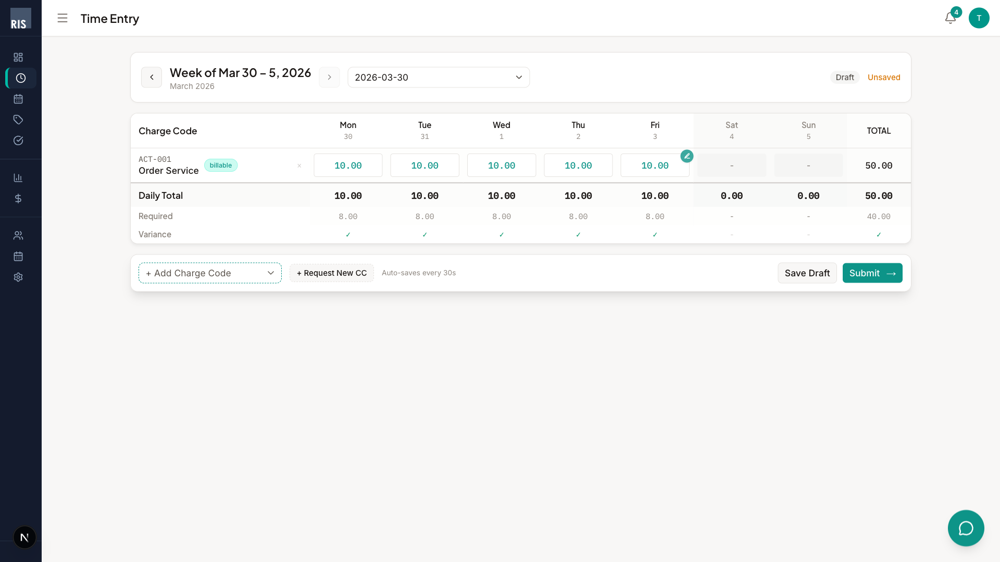 RIS
Time Entry
4
T
Week of Mar 30 – 5, 2026
March 2026
2026-03-30
Draft
Unsaved
Charge Code
Mon
30
Tue
31
Wed
1
Thu
2
Fri
3
Sat
4
Sun
5
TOTAL
ACT-001
Order Service
billable
×
10.00
10.00
10.00
10.00
10.00
-
-
50.00
Daily Total
10.00
10.00
10.00
10.00
10.00
0.00
0.00
50.00
Required
8.00
8.00
8.00
8.00
8.00
-
-
40.00
Variance
✓
✓
✓
✓
✓
-
-
✓
+ Add Charge Code
+ Request New CC
Auto-saves every 30s
Save Draft
Submit →
N